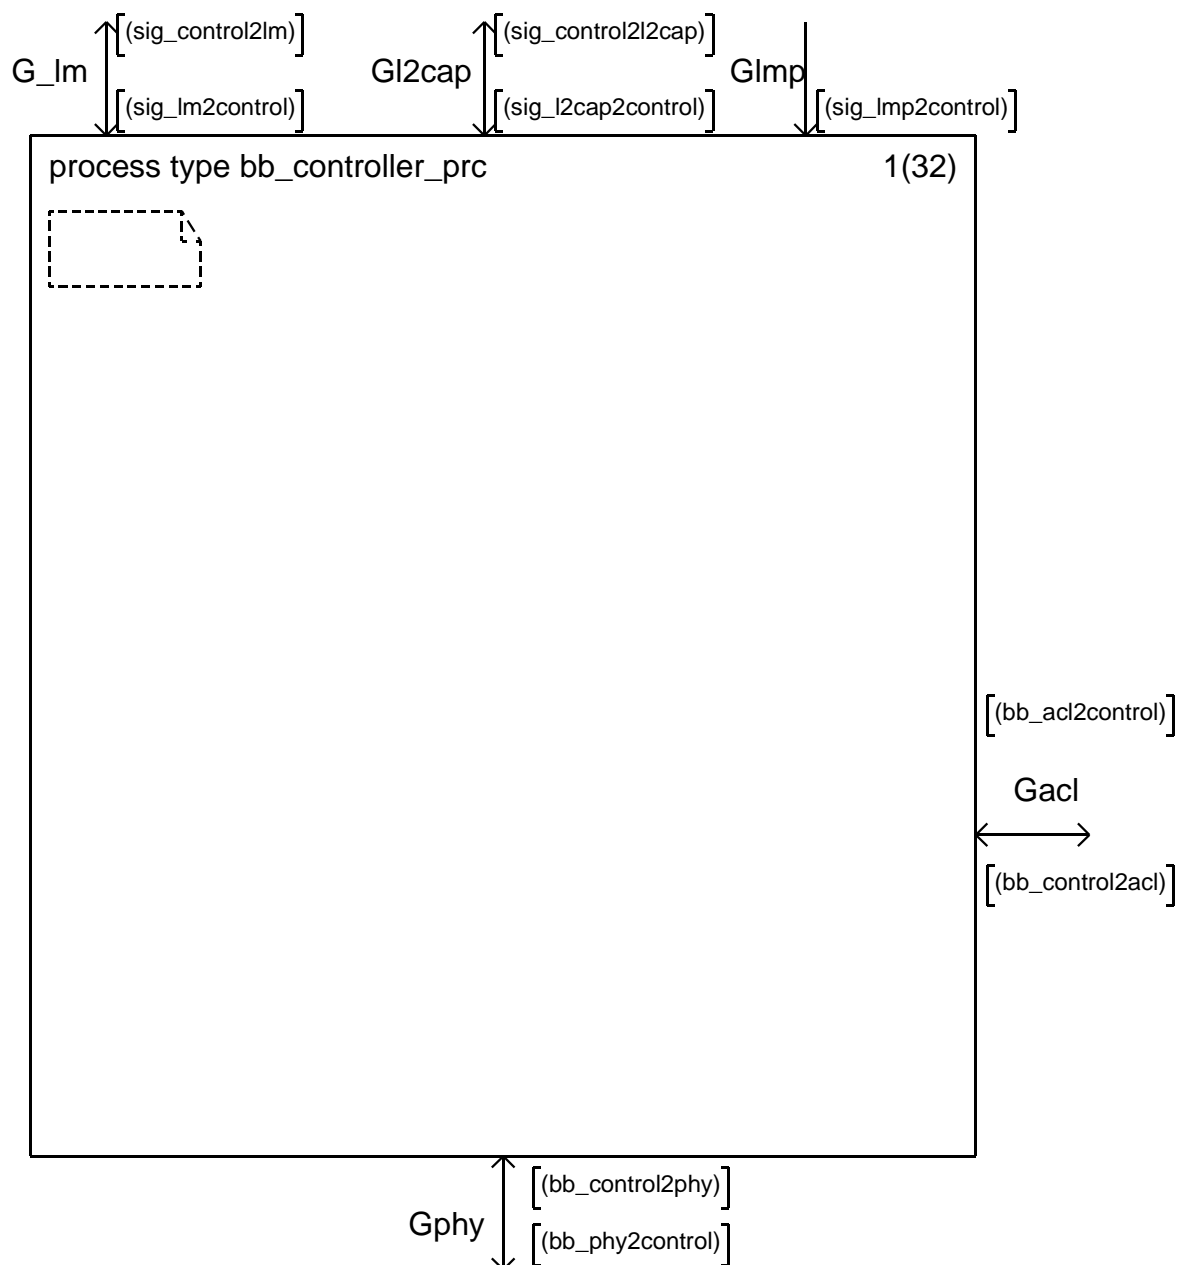 (sig_control2lm)
(sig_control2l2cap)
G_lm
Gl2cap
Glmp
(sig_lm2control)
(sig_l2cap2control)
(sig_lmp2control)
process type bb_controller_prc
1(32)
(bb_acl2control)
Gacl
(bb_control2acl)
(bb_control2phy)
Gphy
(bb_phy2control)